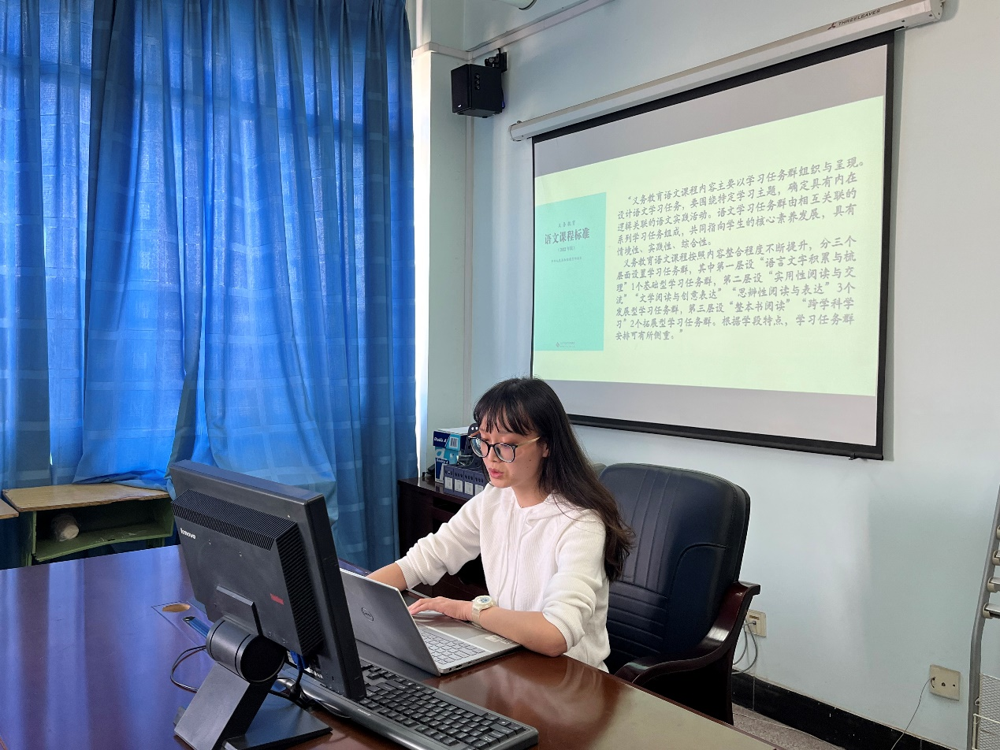 THREELEAVES
"义务教育语文课程内容主要以学习任务群组织与呈现。
设计语文学习任务，要围绕特定学习主题，确定具有内在
逻辑关联的语文实践活动。语文学习任务群由相互关联的
系列学习任务组成，共同指向学生的核心素养发展，具有
情境性、实践性、综合性。
义务教育语文课程按照内容整合程度不断提升，分三个
层面设置学习任务群，其中第一层设“语言文字积累与梳
理”1个基础型学习任务群，第二层设“实用性阅读与交
流”“文学阅读与创意表达”“思辨性阅读与表达”3个
发展型学习任务群，第三层设“整本书阅读”“跨学科学
习”2个拓展型学习任务群。根据学段特点，学习任务群
安排可有所侧重。"
义务教育
语文课程标准
（2022年版）
Double A
lenovo
DELL